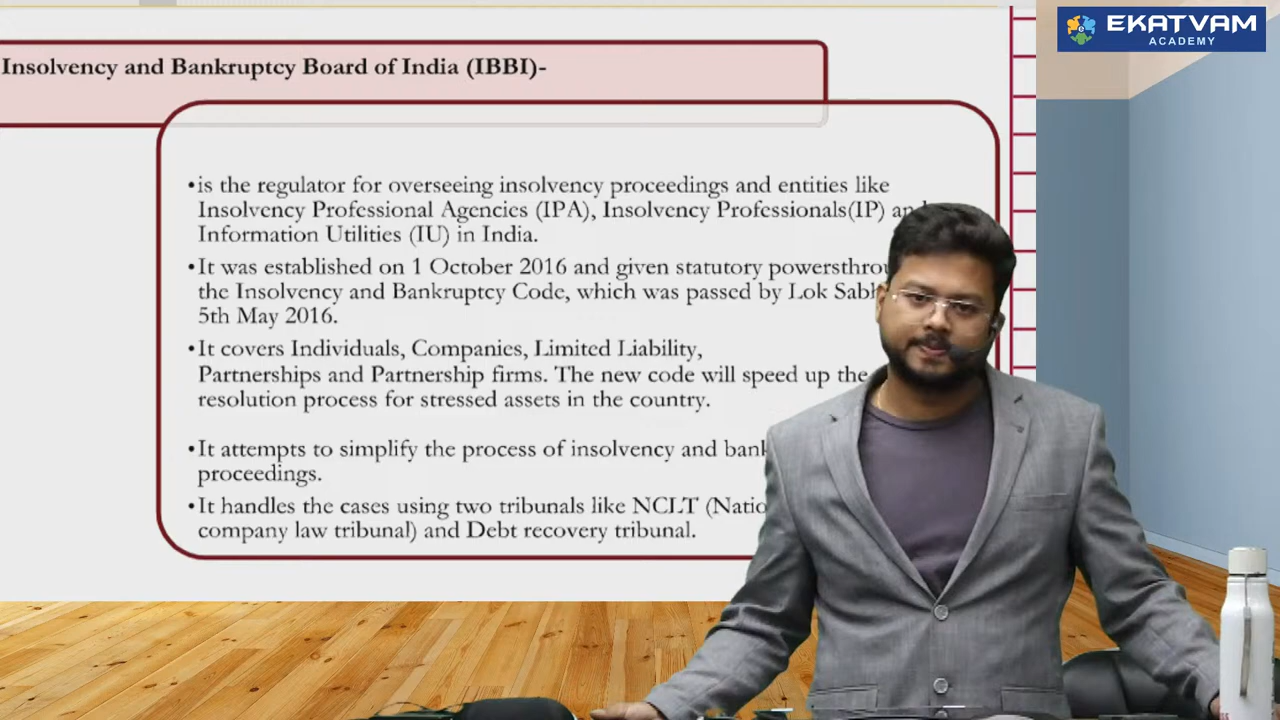 EKATVAM
ACADEMY
Insolvency and Bankruptcy Board of India (IBBI)-
•is the regulator for overseeing insolvency proceedings and entities like
Insolvency Professional Agencies (IPA), Insolvency Professionals(IP) and
Information Utilities (IU) in India.
•It was established on 1 October 2016 and given statutory
the Insolvency and Bankruptcy Code, which was passed by Lok
5th May 2016.
•It covers Individuals, Companies, Limited Liability,
Partnerships and Partnership firms. The new code will speed up the
resolution process for stressed assets in the country.
•It attempts to simplify the process of insolvency and
proceedings.
•It handles the cases using two tribunals like NCLT
company law tribunal) and Debt recovery tribunal.